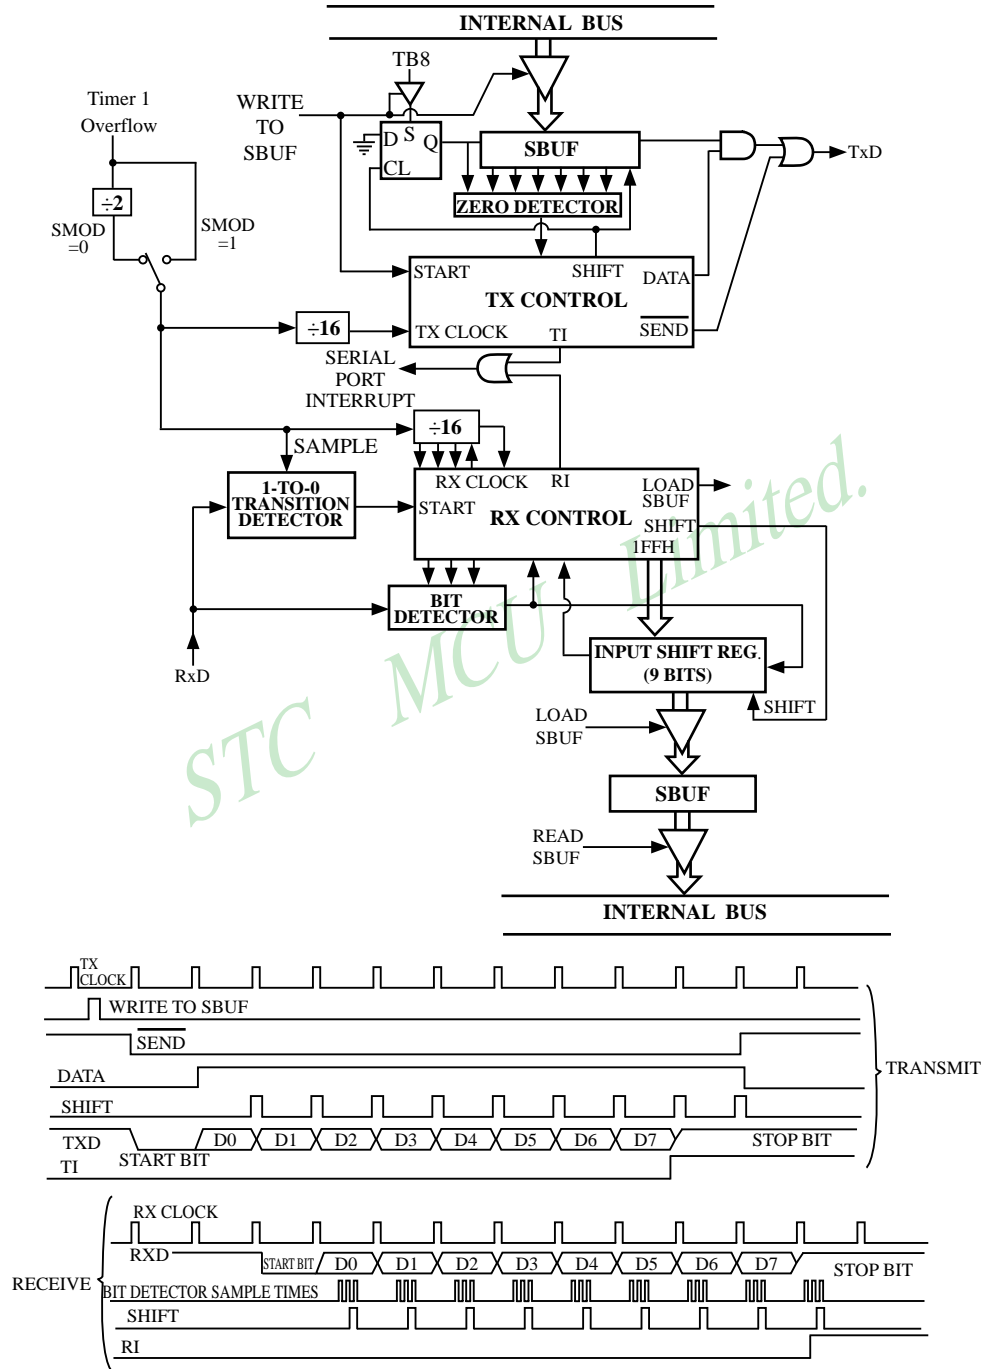 INTERNAL BUS
TB8
Timer 1
Overflow
WRITE
TO
SBUF
D S Q
CL
SBUF
TxD
÷2
ZERO DETECTOR
SMOD
=0
SMOD
=1
START
SHIFT
DATA
TX CONTROL
÷16
TX CLOCK
TI
SEND
SERIAL
PORT
INTERRUPT
÷16
SAMPLE
RX CLOCK
RI
LOAD
SBUF
1-TO-0
TRANSITION
DETECTOR
START
RX CONTROL
SHIFT
1FFH
BIT
DETECTOR
RxD
INPUT SHIFT REG.
(9 BITS)
SHIFT
LOAD
SBUF
SBUF
READ
SBUF
INTERNAL BUS
STC MCU Limited.
TX
CLOCK
WRITE TO SBUF
SEND
DATA
TRANSMIT
SHIFT
TXD
START BIT
D0 D1 D2 D3 D4 D5 D6 D7
STOP BIT
TI
RX CLOCK
RXD
START BIT D0 D1 D2 D3 D4 D5 D6 D7
STOP BIT
RECEIVE
BIT DETECTOR SAMPLE TIMES
SHIFT
RI